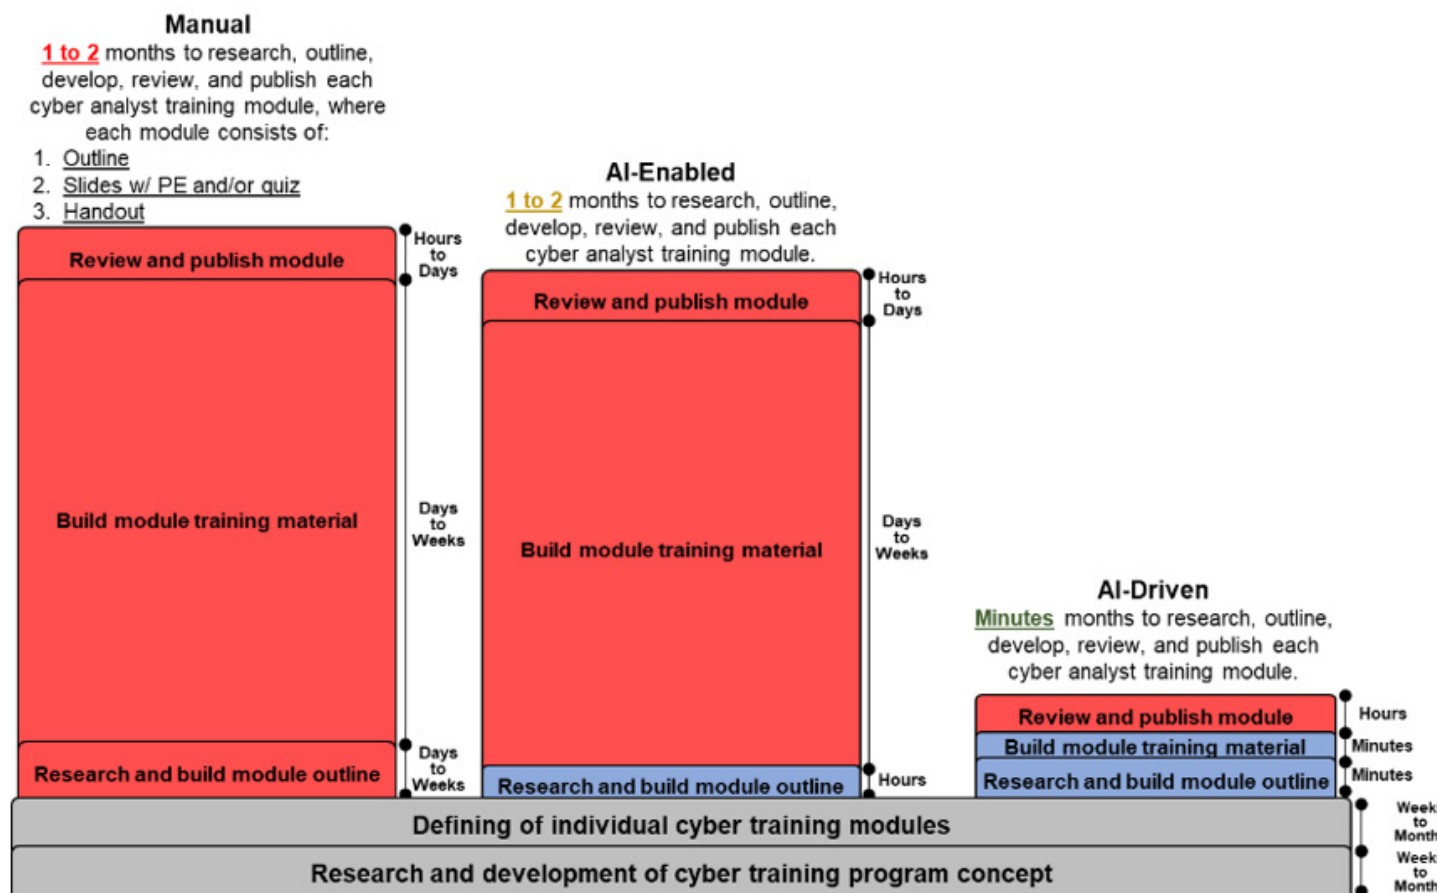 Manual
1 to 2 months to research, outline,
develop, review, and publish each
cyber analyst training module, where
each module consists of:
1. Outline
2. Slides w/ PE and/or quiz
3. Handout
Review and publish module
Hours
to
Days
Build module training material
Days
to
Weeks
Research and build module outline
Days
to
Weeks
AI-Enabled
1 to 2 months to research, outline,
develop, review, and publish each
cyber analyst training module.
Review and publish module
Hours
to
Days
Build module training material
Days
to
Weeks
Research and build module outline
Hours
AI-Driven
Minutes months to research, outline,
develop, review, and publish each
cyber analyst training module.
Review and publish module
Hours
Build module training material
Minutes
Research and build module outline
Minutes
Defining of individual cyber training modules
Week
to
Month
Research and development of cyber training program concept
Week
to
Month